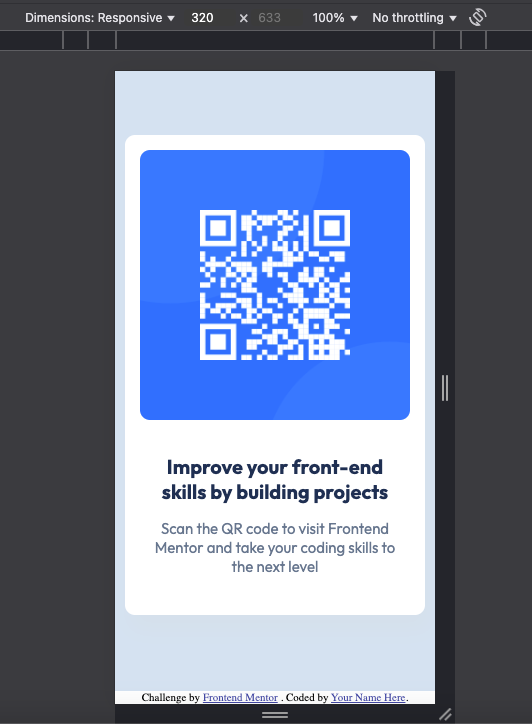 Dimensions: Responsive ▼ 320 × 633 100% ▼ No throttling ▼
Improve your front-end
skills by building projects
Scan the QR code to visit Frontend
Mentor and take your coding skills to
the next level
Challenge by Frontend Mentor . Coded by Your Name Here.